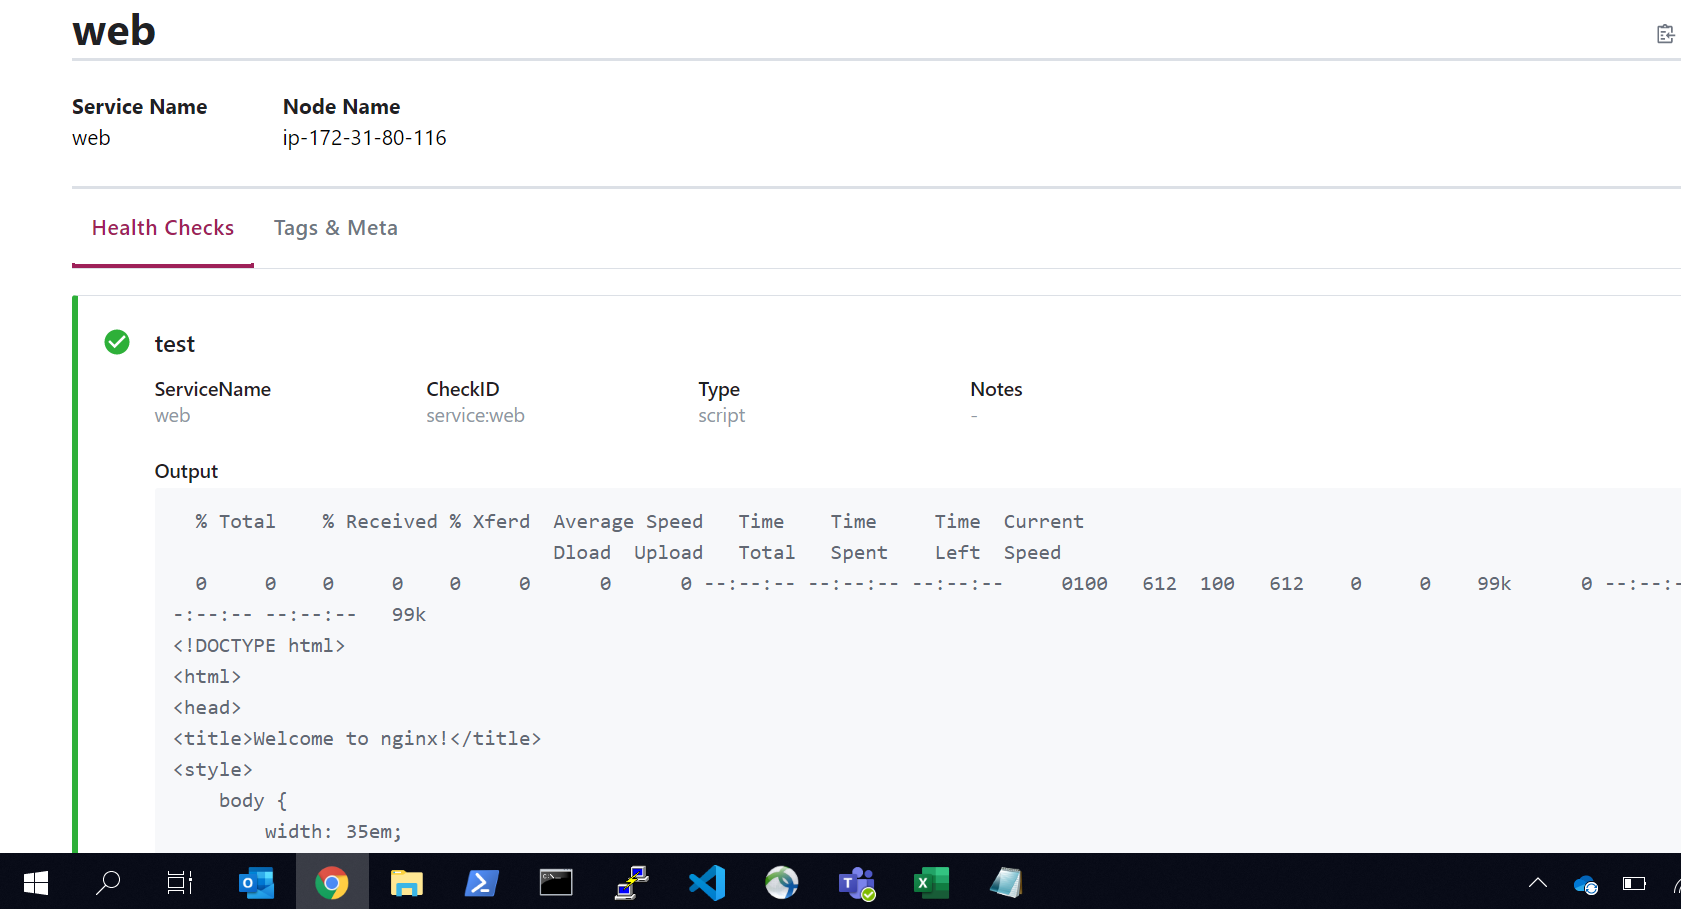 web
Service Name Node Name
web ip-172-31-80-116
Health Checks Tags & Meta
test
ServiceName CheckID Type Notes
web service:web script -
Output
% Total % Received % Xferd Average Speed Time Time Time Current
Dload Upload Total Spent Left Speed
0 0 0 0 0 0 0 0 --:--:-- --:--:-- --:--:-- 0100 612 100 612 0 0 99k 0 --:--:-
-:--:-- --:--:-- 99k
<!DOCTYPE html>
<html>
<head>
<title>Welcome to nginx!</title>
<style>
body {
width: 35em;